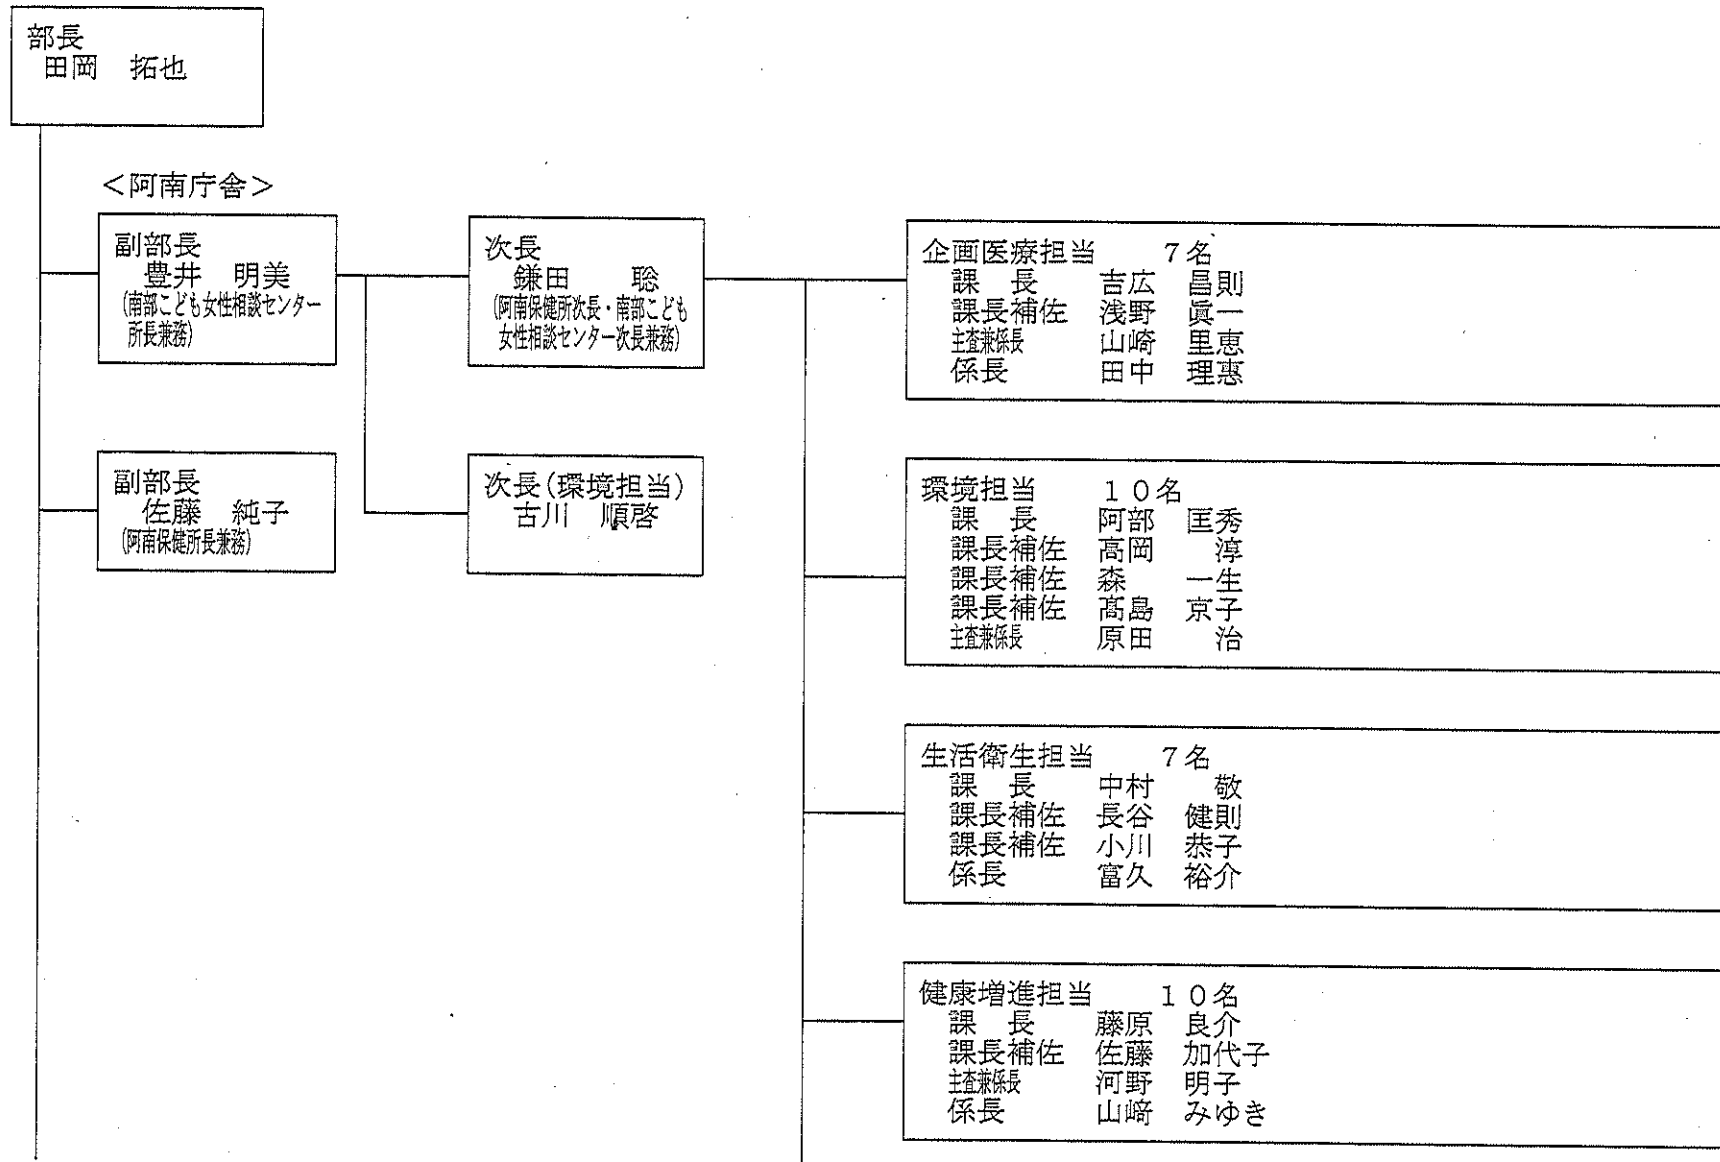 部長
田岡　拓也
＜阿南庁舎＞
副部長
豊井　明美
(南部こども女性相談センター
所長兼務)
次長
鎌田　　聡
(阿南保健所次長・南部こども
女性相談センター次長兼務)
副部長
佐藤　純子
(阿南保健所長兼務)
次長(環境担当)
古川　順啓
企画医療担当　　７名
課　長　　吉広　昌則
課長補佐　浅野　眞一
主査兼係長　山崎　里恵
係長　　　田中　理惠
環境担当　　１０名
課　長　　阿部　匡秀
課長補佐　高岡　　淳
課長補佐　森　　一生
課長補佐　髙島　京子
主査兼係長　原田　　治
生活衛生担当　　７名
課　長　　中村　　敬
課長補佐　長谷　健則
課長補佐　小川　恭子
係長　　　富久　裕介
健康増進担当　　１０名
課　長　　藤原　良介
課長補佐　佐藤　加代子
主査兼係長　河野　明子
係長　　　山﨑　みゆき